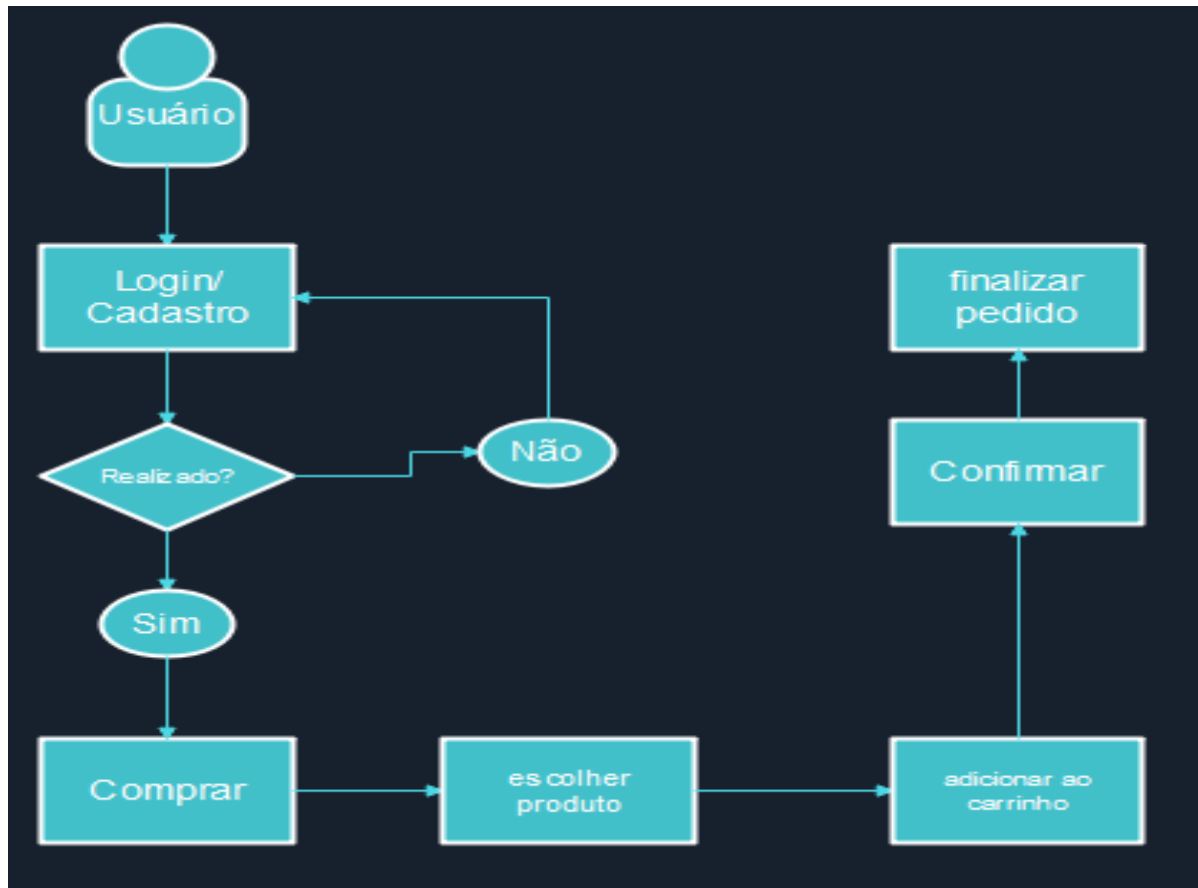 Usuário
Login/
Cadastro
Realizado?
Não
Sim
Comprar
escolher
produto
adicionar ao
carrinho
Confirmar
finalizar
pedido